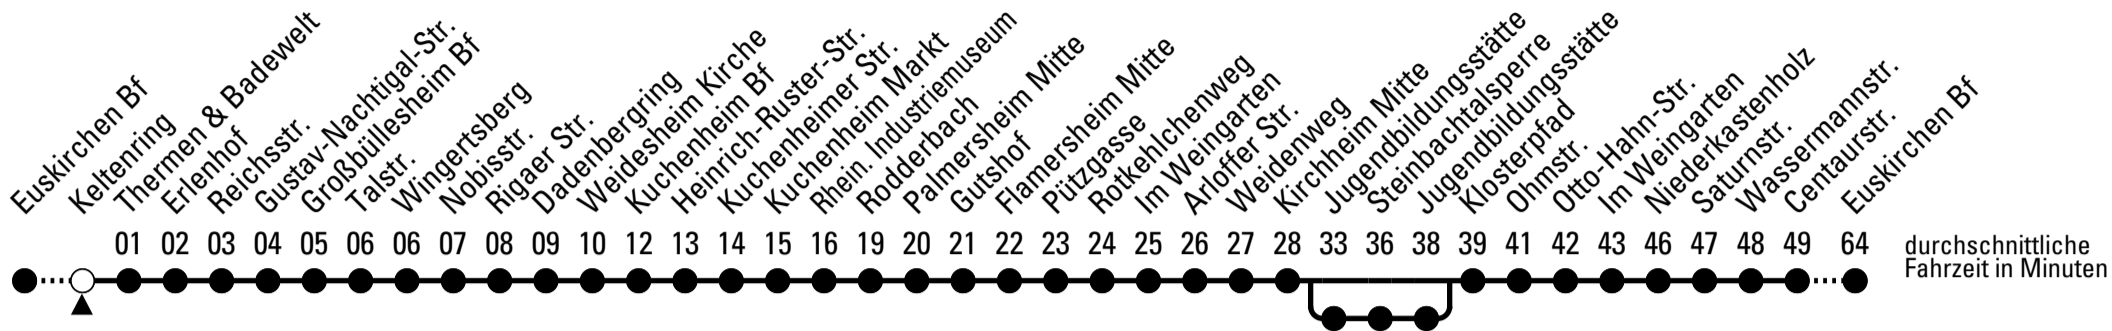 Euskirchen Bf
Keltenring
Thermen & Badewelt
Erlenhof
Reichsstr.
Gustav-Nachtigal-Str.
Großbüllesheim Bf
Talstr.
Wingertsberg
Nobisstr.
Rigaer Str.
Dadenbergring
Weidesheim Kirche
Kuchenheim Bf
Heinrich-Ruster-Str.
Kuchenheimer Str.
Kuchenheim Markt
Rhein. Industriemuseum
Rodderbach
Palmersheim Mitte
Gutshof
Flamersheim Mitte
Pützgasse
Rotkehlchenweg
Im Weingarten
Arloffer Str.
Weidenweg
Kirchheim Mitte
Jugendbildungsstätte
Steinbachtalsperre
Jugendbildungsstätte
Klosterpfad
Ohmstr.
Otto-Hahn-Str.
Im Weingarten
Niederkastenholz
Saturnstr.
Wassermannstr.
Centaurstr.
Euskirchen Bf
01 02 03 04 05 06 06 07 08 09 10 12 13 14 15 16 19 20 21 22 23 24 25 26 27 28 33 36 38 39 41 42 43 46 47 48 49 64
durchschnittliche
Fahrzeit in Minuten